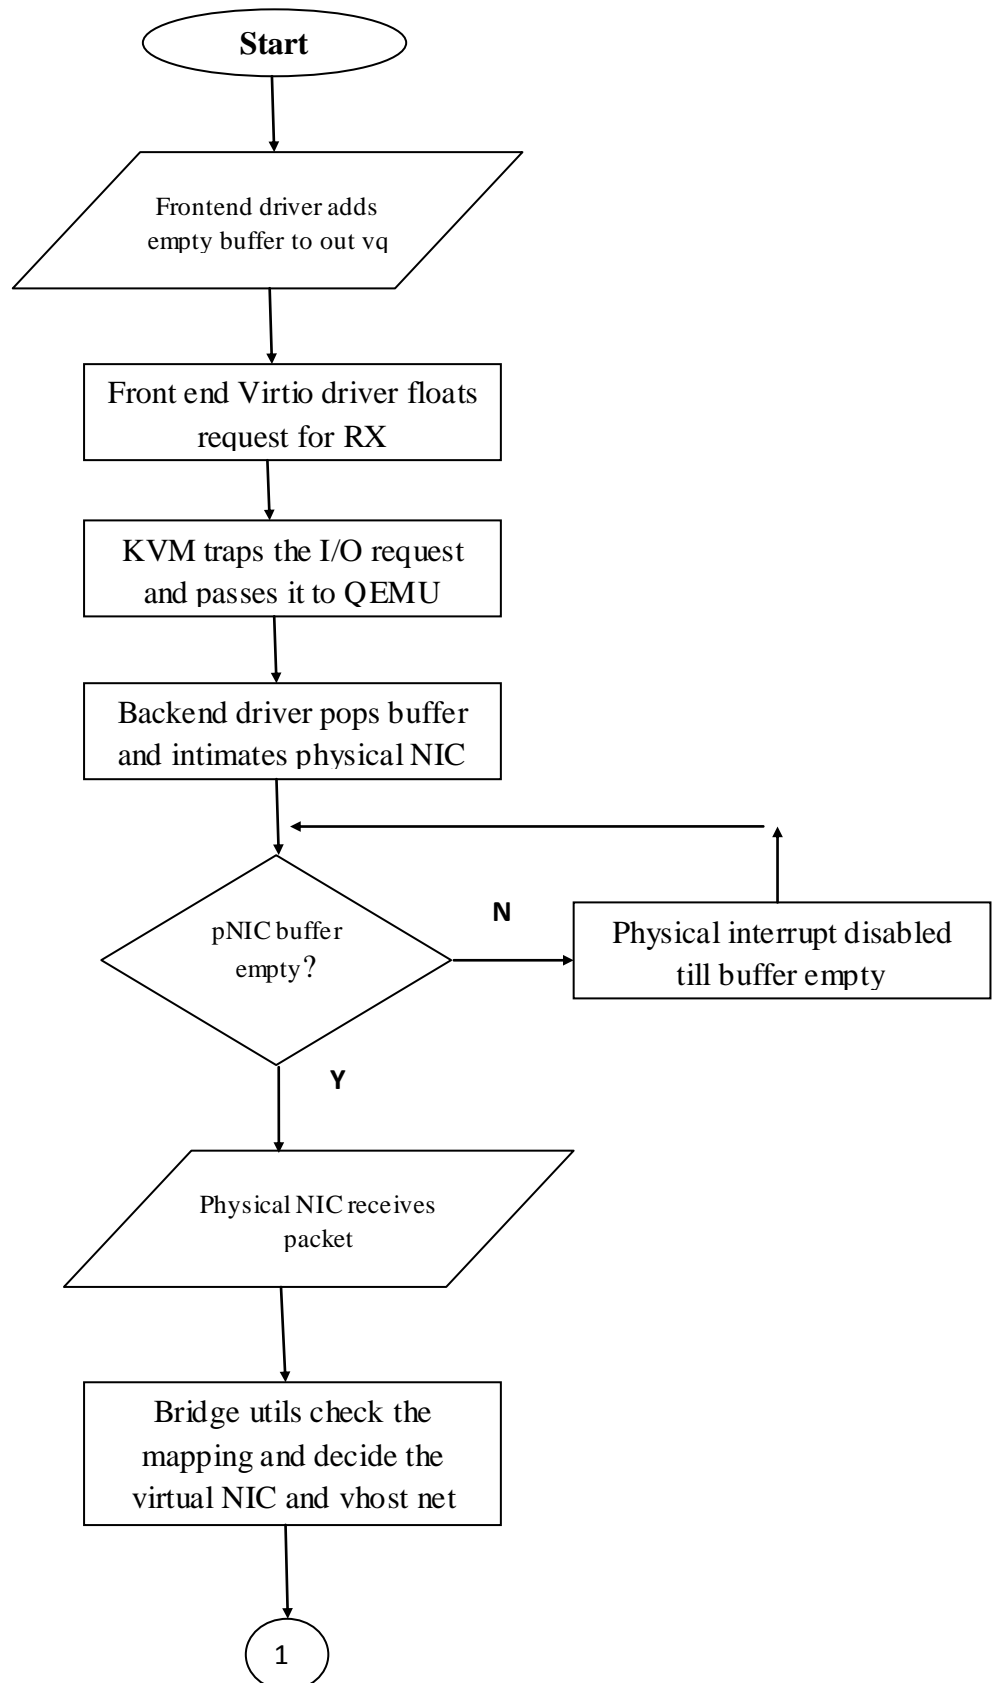 Start
Frontend driver adds
empty buffer to out vq
Front end Virtio driver floats
request for RX
KVM traps the I/O request
and passes it to QEMU
Backend driver pops buffer
and intimates physical NIC
pNIC buffer
empty?
N
Physical interrupt disabled
till buffer empty
Y
Physical NIC receives
packet
Bridge utils check the
mapping and decide the
virtual NIC and vhost net
1